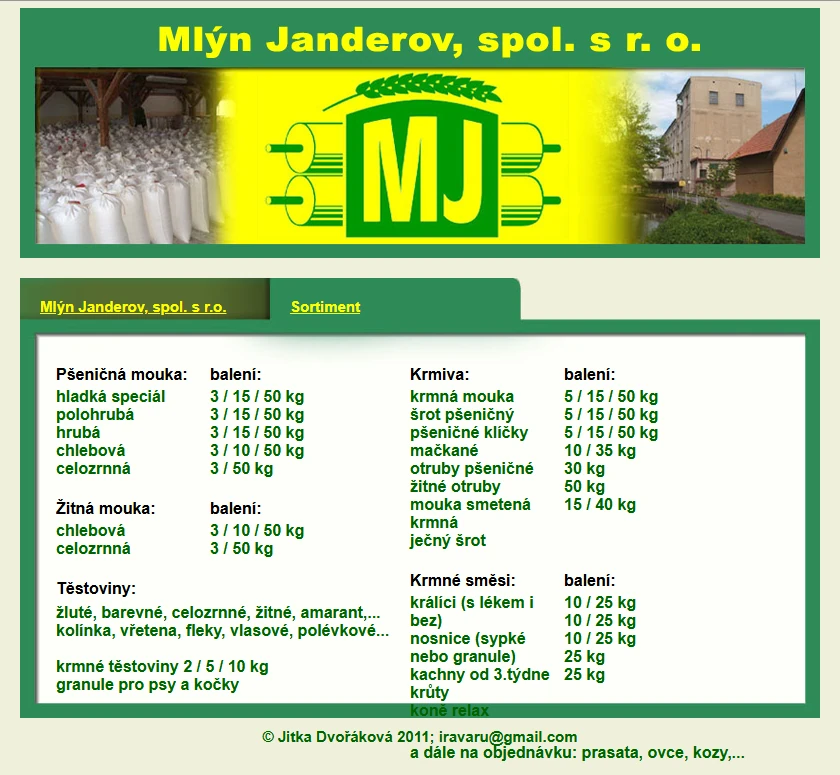 Mlýn Janderov, spol. s r. o.
MJ
Mlýn Janderov, spol. s r.o.
Sortiment
Pšeničná mouka: balení:
hladká speciál 3 / 15 / 50 kg
polohrubá 3 / 15 / 50 kg
hrubá 3 / 15 / 50 kg
chlebová 3 / 10 / 50 kg
celozrnná 3 / 50 kg
Žitná mouka: balení:
chlebová 3 / 10 / 50 kg
celozrnná 3 / 50 kg
Těstoviny:
žluté, barevné, celozrnné, žitné, amarant,...
kolínka, vřetena, fleky, vlasové, polévkové...
krmné těstoviny 2 / 5 / 10 kg
granule pro psy a kočky
Krmiva: balení:
krmná mouka 5 / 15 / 50 kg
šrot pšeničný 5 / 15 / 50 kg
pšeničné klíčky 5 / 15 / 50 kg
mačkané 10 / 35 kg
otruby pšeničné 30 kg
žitné otruby 50 kg
mouka smetená 15 / 40 kg
krmná
ječný šrot
Krmné směsi: balení:
králíci (s lékem i 10 / 25 kg
bez) 10 / 25 kg
nosnice (sypké 10 / 25 kg
nebo granule) 25 kg
kachny od 3.týdne 25 kg
krůty
koně relax
© Jitka Dvořáková 2011; iravaru@gmail.com
a dále na objednávku: prasata, ovce, kozy,...